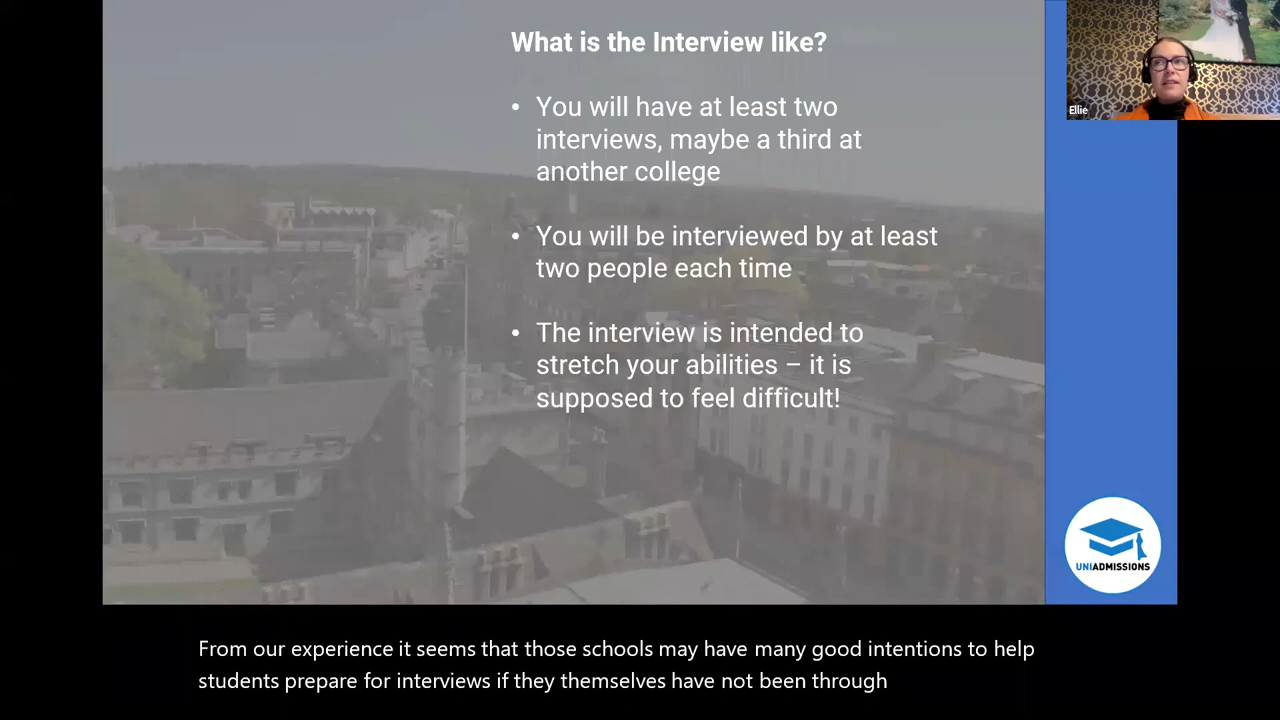 What is the Interview like?
• You will have at least two
interviews, maybe a third at
another college
• You will be interviewed by at least
two people each time
• The interview is intended to
stretch your abilities – it is
supposed to feel difficult!
Ellie
UNIADMISSIONS
From our experience it seems that those schools may have many good intentions to help
students prepare for interviews if they themselves have not been through